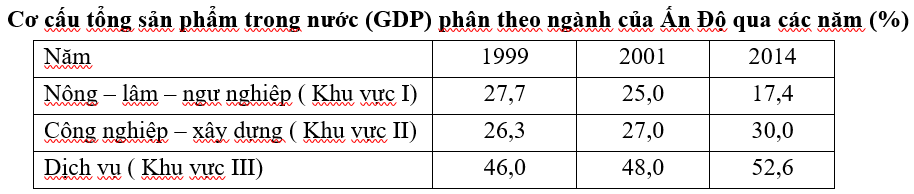 Cơ cấu tổng sản phẩm trong nước (GDP) phân theo ngành của Ấn Độ qua các năm (%)
Năm 1999 2001 2014
Nông – lâm – ngư nghiệp ( Khu vực I) 27,7 25,0 17,4
Công nghiệp – xây dựng ( Khu vực II) 26,3 27,0 30,0
Dịch vụ ( Khu vực III) 46,0 48,0 52,6